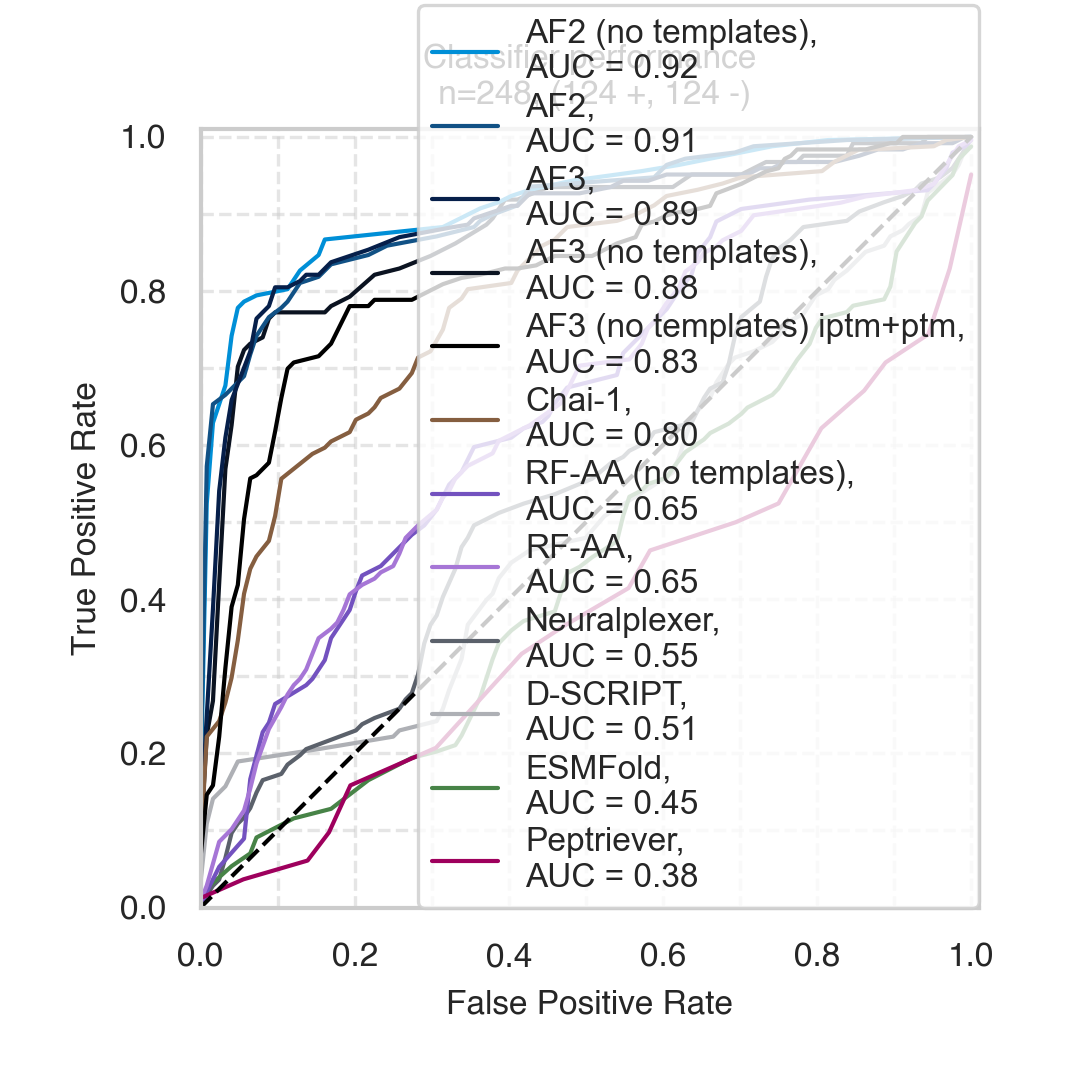 Classifier performance
n=248, (124 +, 124 -)
AF2 (no templates),
AUC = 0.92
AF2,
AUC = 0.91
AF3,
AUC = 0.89
AF3 (no templates),
AUC = 0.88
AF3 (no templates) iptm+ptm,
AUC = 0.83
Chai-1,
AUC = 0.80
RF-AA (no templates),
AUC = 0.65
RF-AA,
AUC = 0.65
Neuralplexer,
AUC = 0.55
D-SCRIPT,
AUC = 0.51
ESMFold,
AUC = 0.45
Peptriever,
AUC = 0.38
True Positive Rate
1.0
0.8
0.6
0.4
0.2
0.0
0.0 0.2 0.4 0.6 0.8 1.0
False Positive Rate